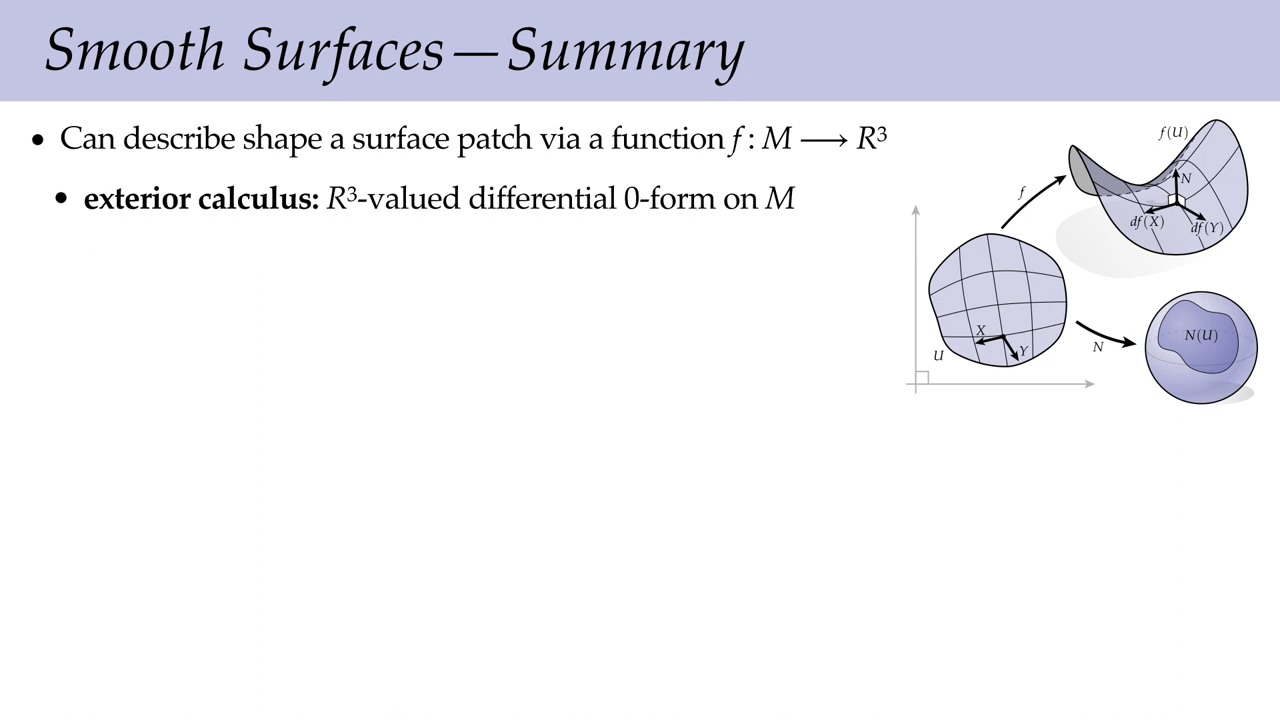 Smooth Surfaces — Summary
• Can describe shape a surface patch via a function f : M ⟶ R³
• exterior calculus: R³-valued differential 0-form on M
f(U)
N
f
df(X)
df(Y)
X
Y
U
N
N(U)